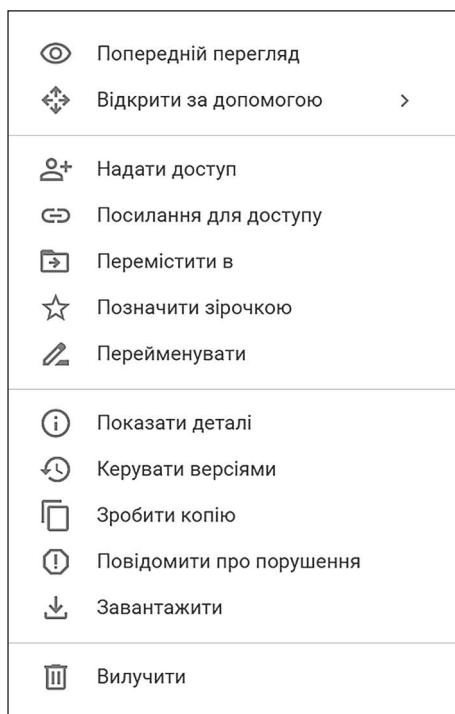 Попередній перегляд
Відкрити за допомогою
Надати доступ
Посилання для доступу
Перемістити в
Позначити зірочкою
Перейменувати
Показати деталі
Керувати версіями
Зробити копію
Повідомити про порушення
Завантажити
Вилучити